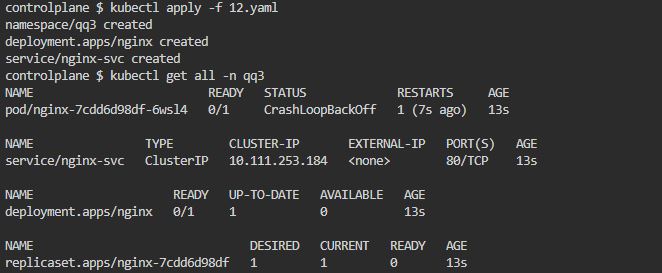 controlplane $ kubectl apply -f 12.yaml
namespace/qq3 created
deployment.apps/nginx created
service/nginx-svc created
controlplane $ kubectl get all -n qq3
NAME                         READY   STATUS             RESTARTS     AGE
pod/nginx-7cdd6d98df-6wsl4   0/1     CrashLoopBackOff   1 (7s ago)   13s

NAME                TYPE        CLUSTER-IP       EXTERNAL-IP   PORT(S)   AGE
service/nginx-svc   ClusterIP   10.111.253.184   <none>        80/TCP    13s

NAME                    READY   UP-TO-DATE   AVAILABLE   AGE
deployment.apps/nginx   0/1     1            0           13s

NAME                               DESIRED   CURRENT   READY   AGE
replicaset.apps/nginx-7cdd6d98df   1         1         0       13s